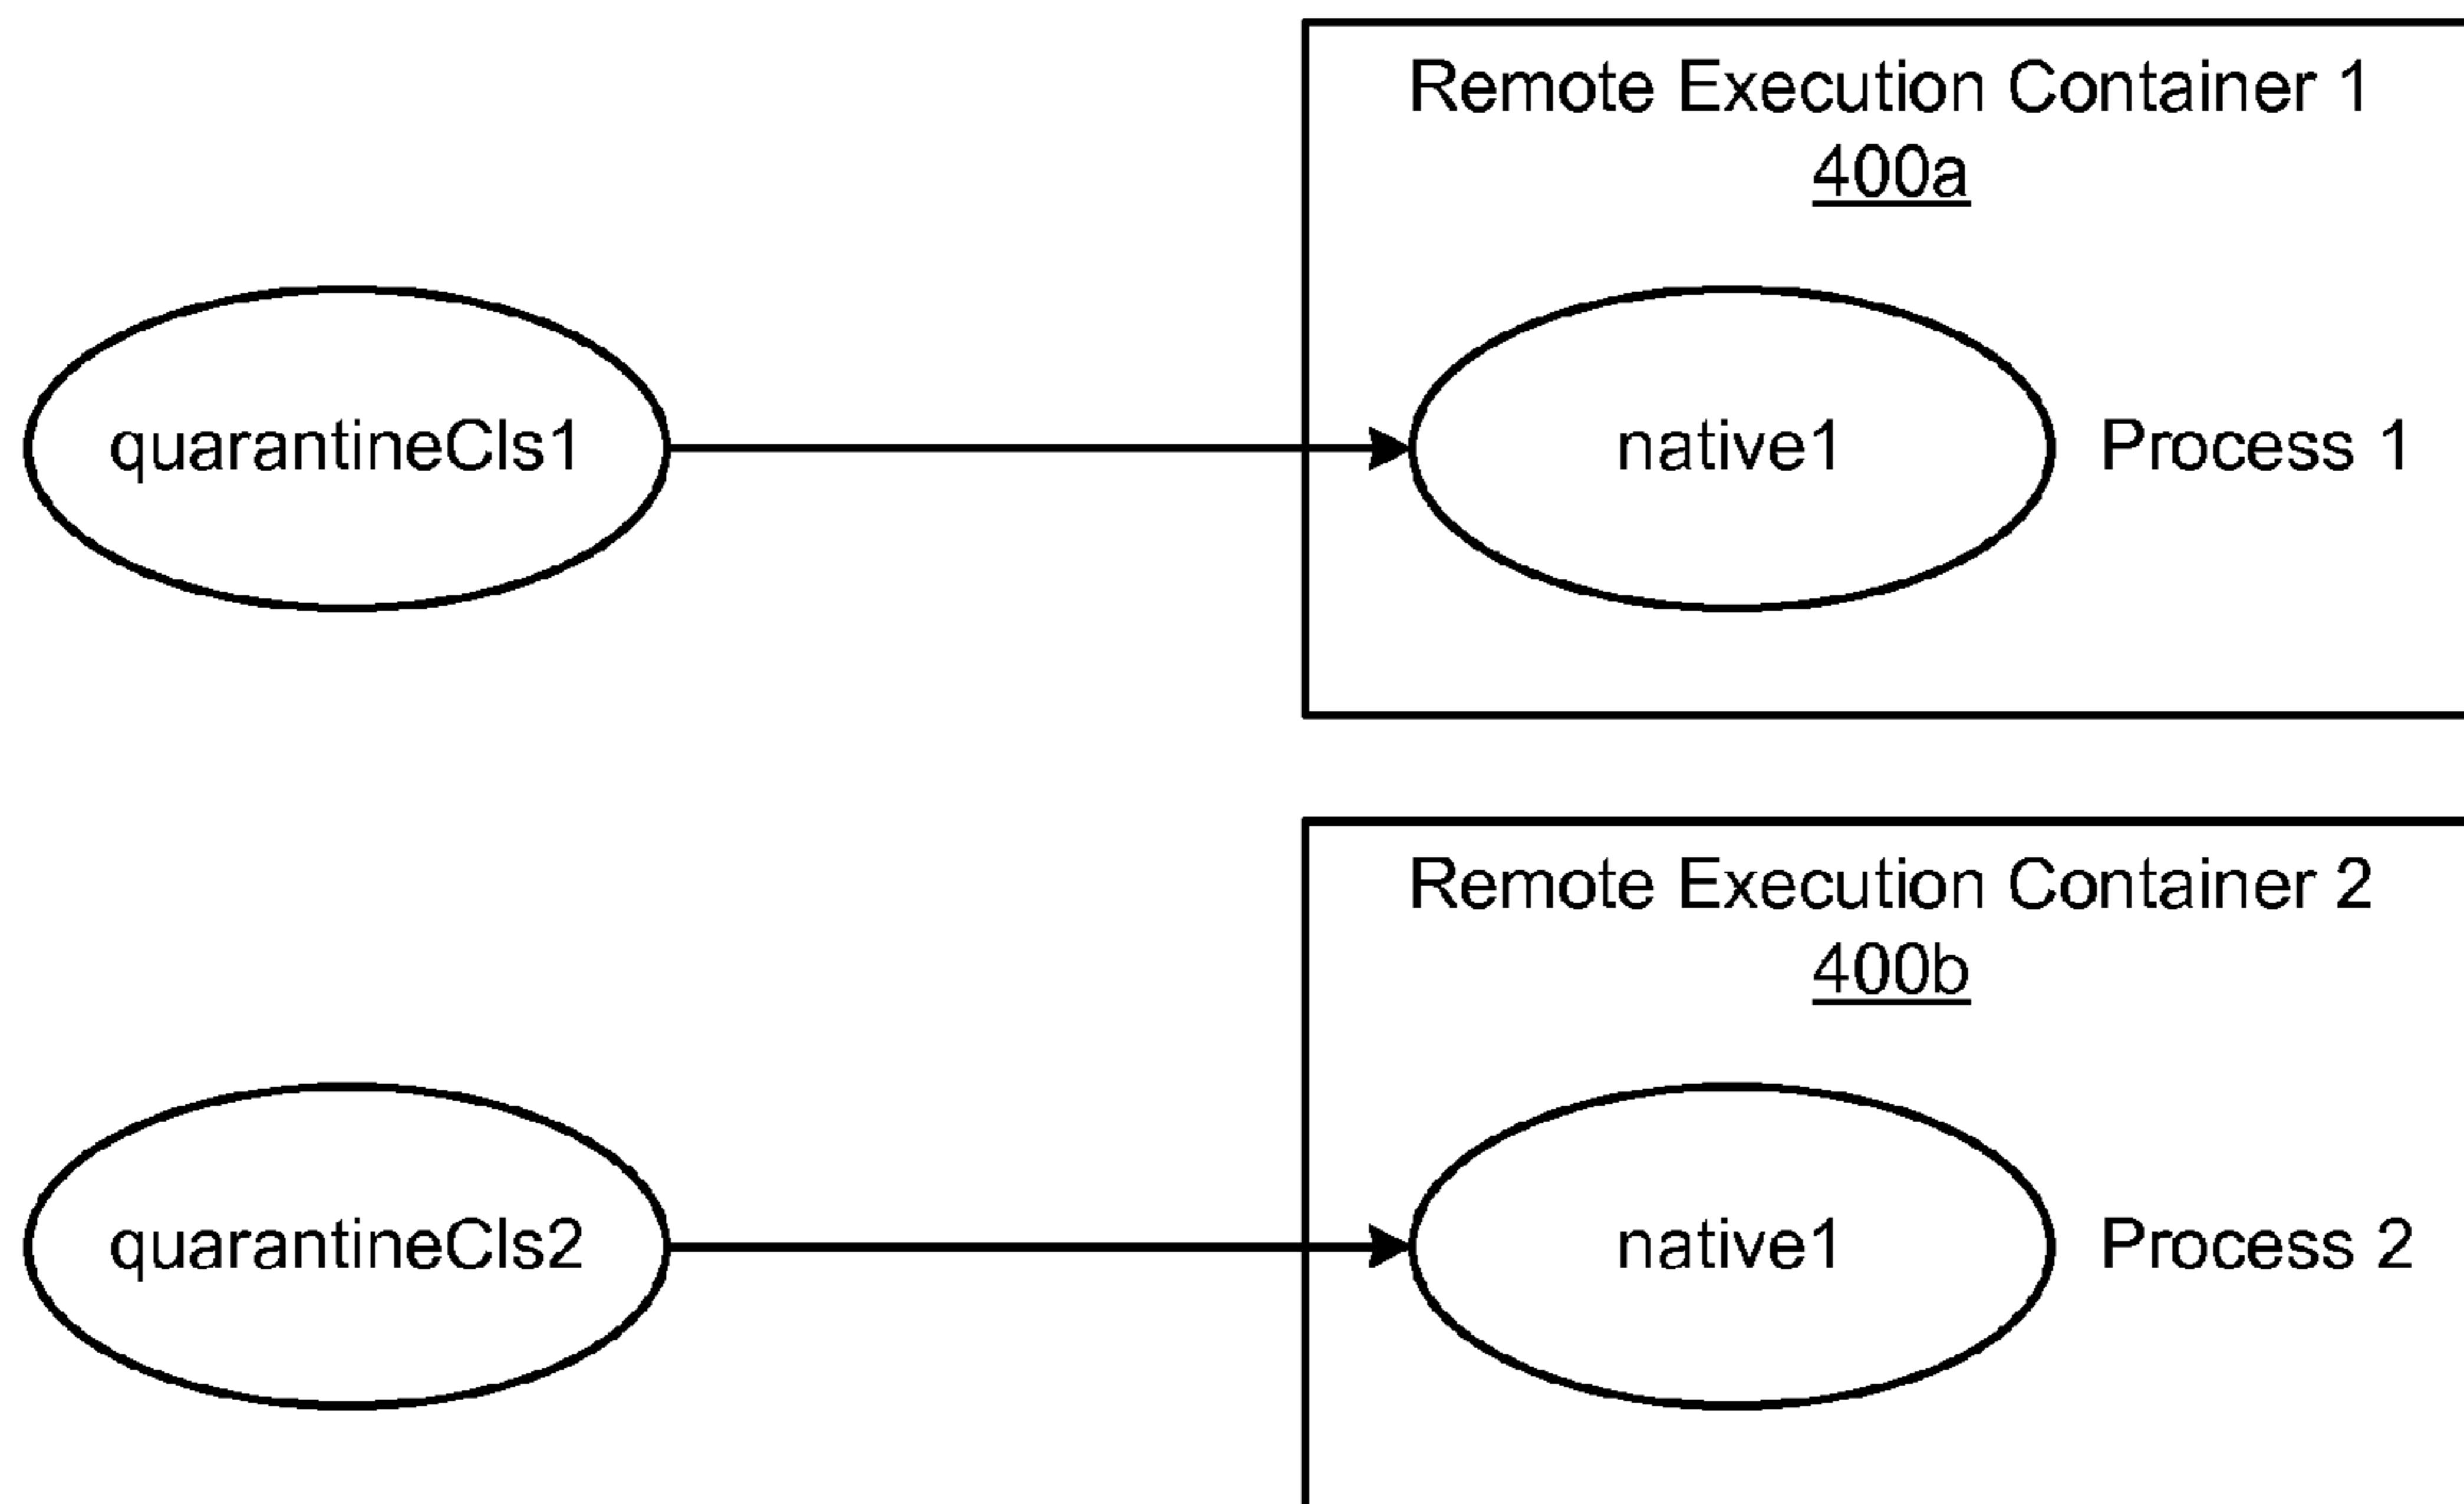 Remote Execution Container 1
400a
quarantineCls1
native1
Process 1
Remote Execution Container 2
400b
quarantineCls2
native1
Process 2